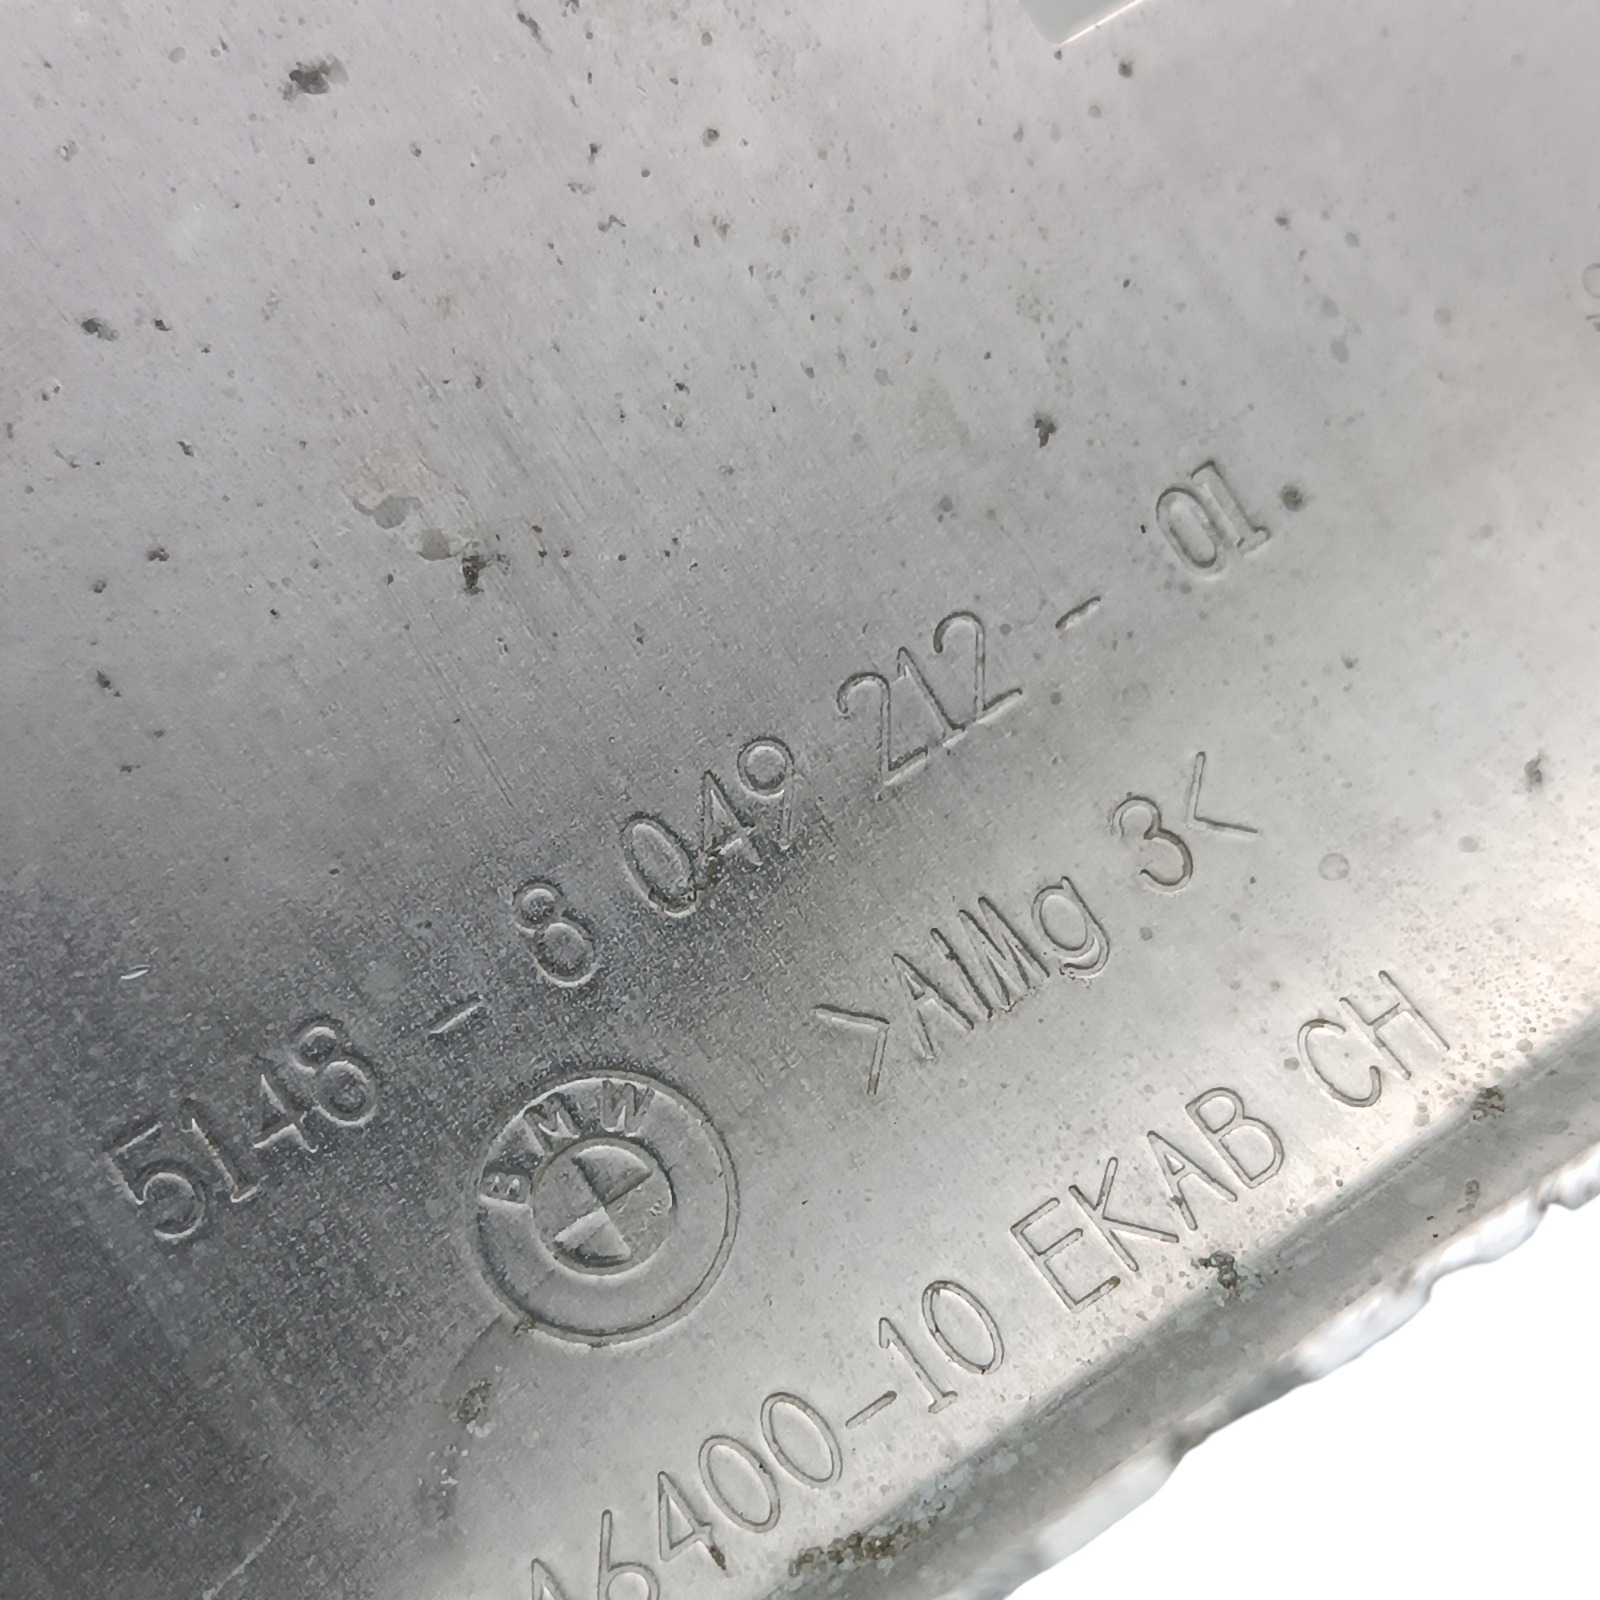 5148 - 8 049 212 - 01.
>AlMg 3<
BMW
46400-10 EKAB CH